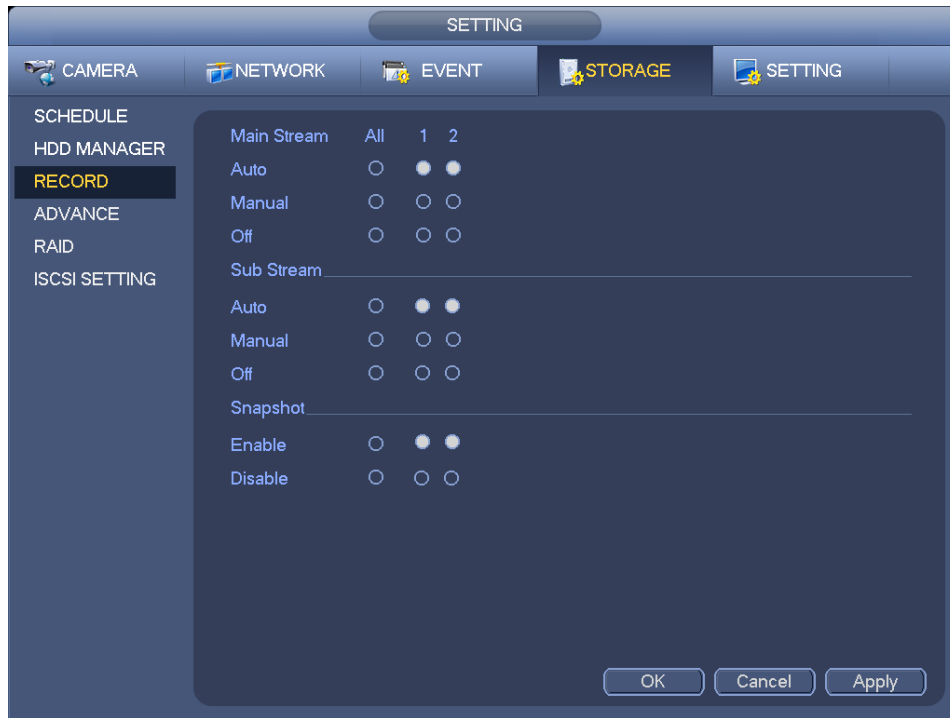 SETTING
CAMERA NETWORK EVENT STORAGE SETTING
SCHEDULE
HDD MANAGER
RECORD
ADVANCE
RAID
ISCSI SETTING
Main Stream All 1 2
Auto
Manual
Off
Sub Stream
Auto
Manual
Off
Snapshot
Enable
Disable
OK Cancel Apply